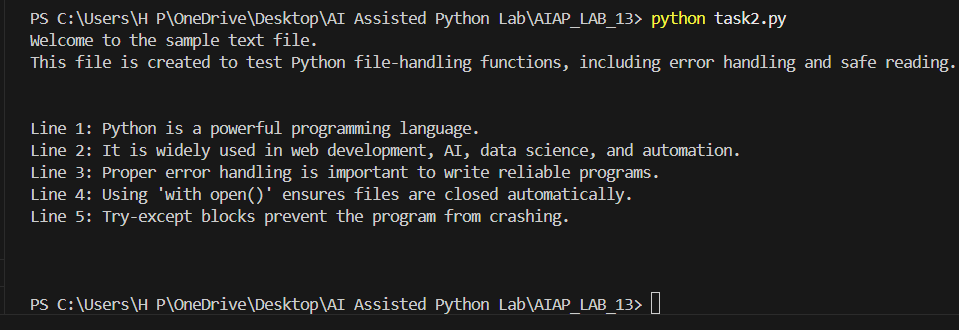 PS C:\Users\H P\OneDrive\Desktop\AI Assisted Python Lab\AIAP_LAB_13> python task2.py
Welcome to the sample text file.
This file is created to test Python file-handling functions, including error handling and safe reading.
Line 1: Python is a powerful programming language.
Line 2: It is widely used in web development, AI, data science, and automation.
Line 3: Proper error handling is important to write reliable programs.
Line 4: Using 'with open()' ensures files are closed automatically.
Line 5: Try-except blocks prevent the program from crashing.
PS C:\Users\H P\OneDrive\Desktop\AI Assisted Python Lab\AIAP_LAB_13>